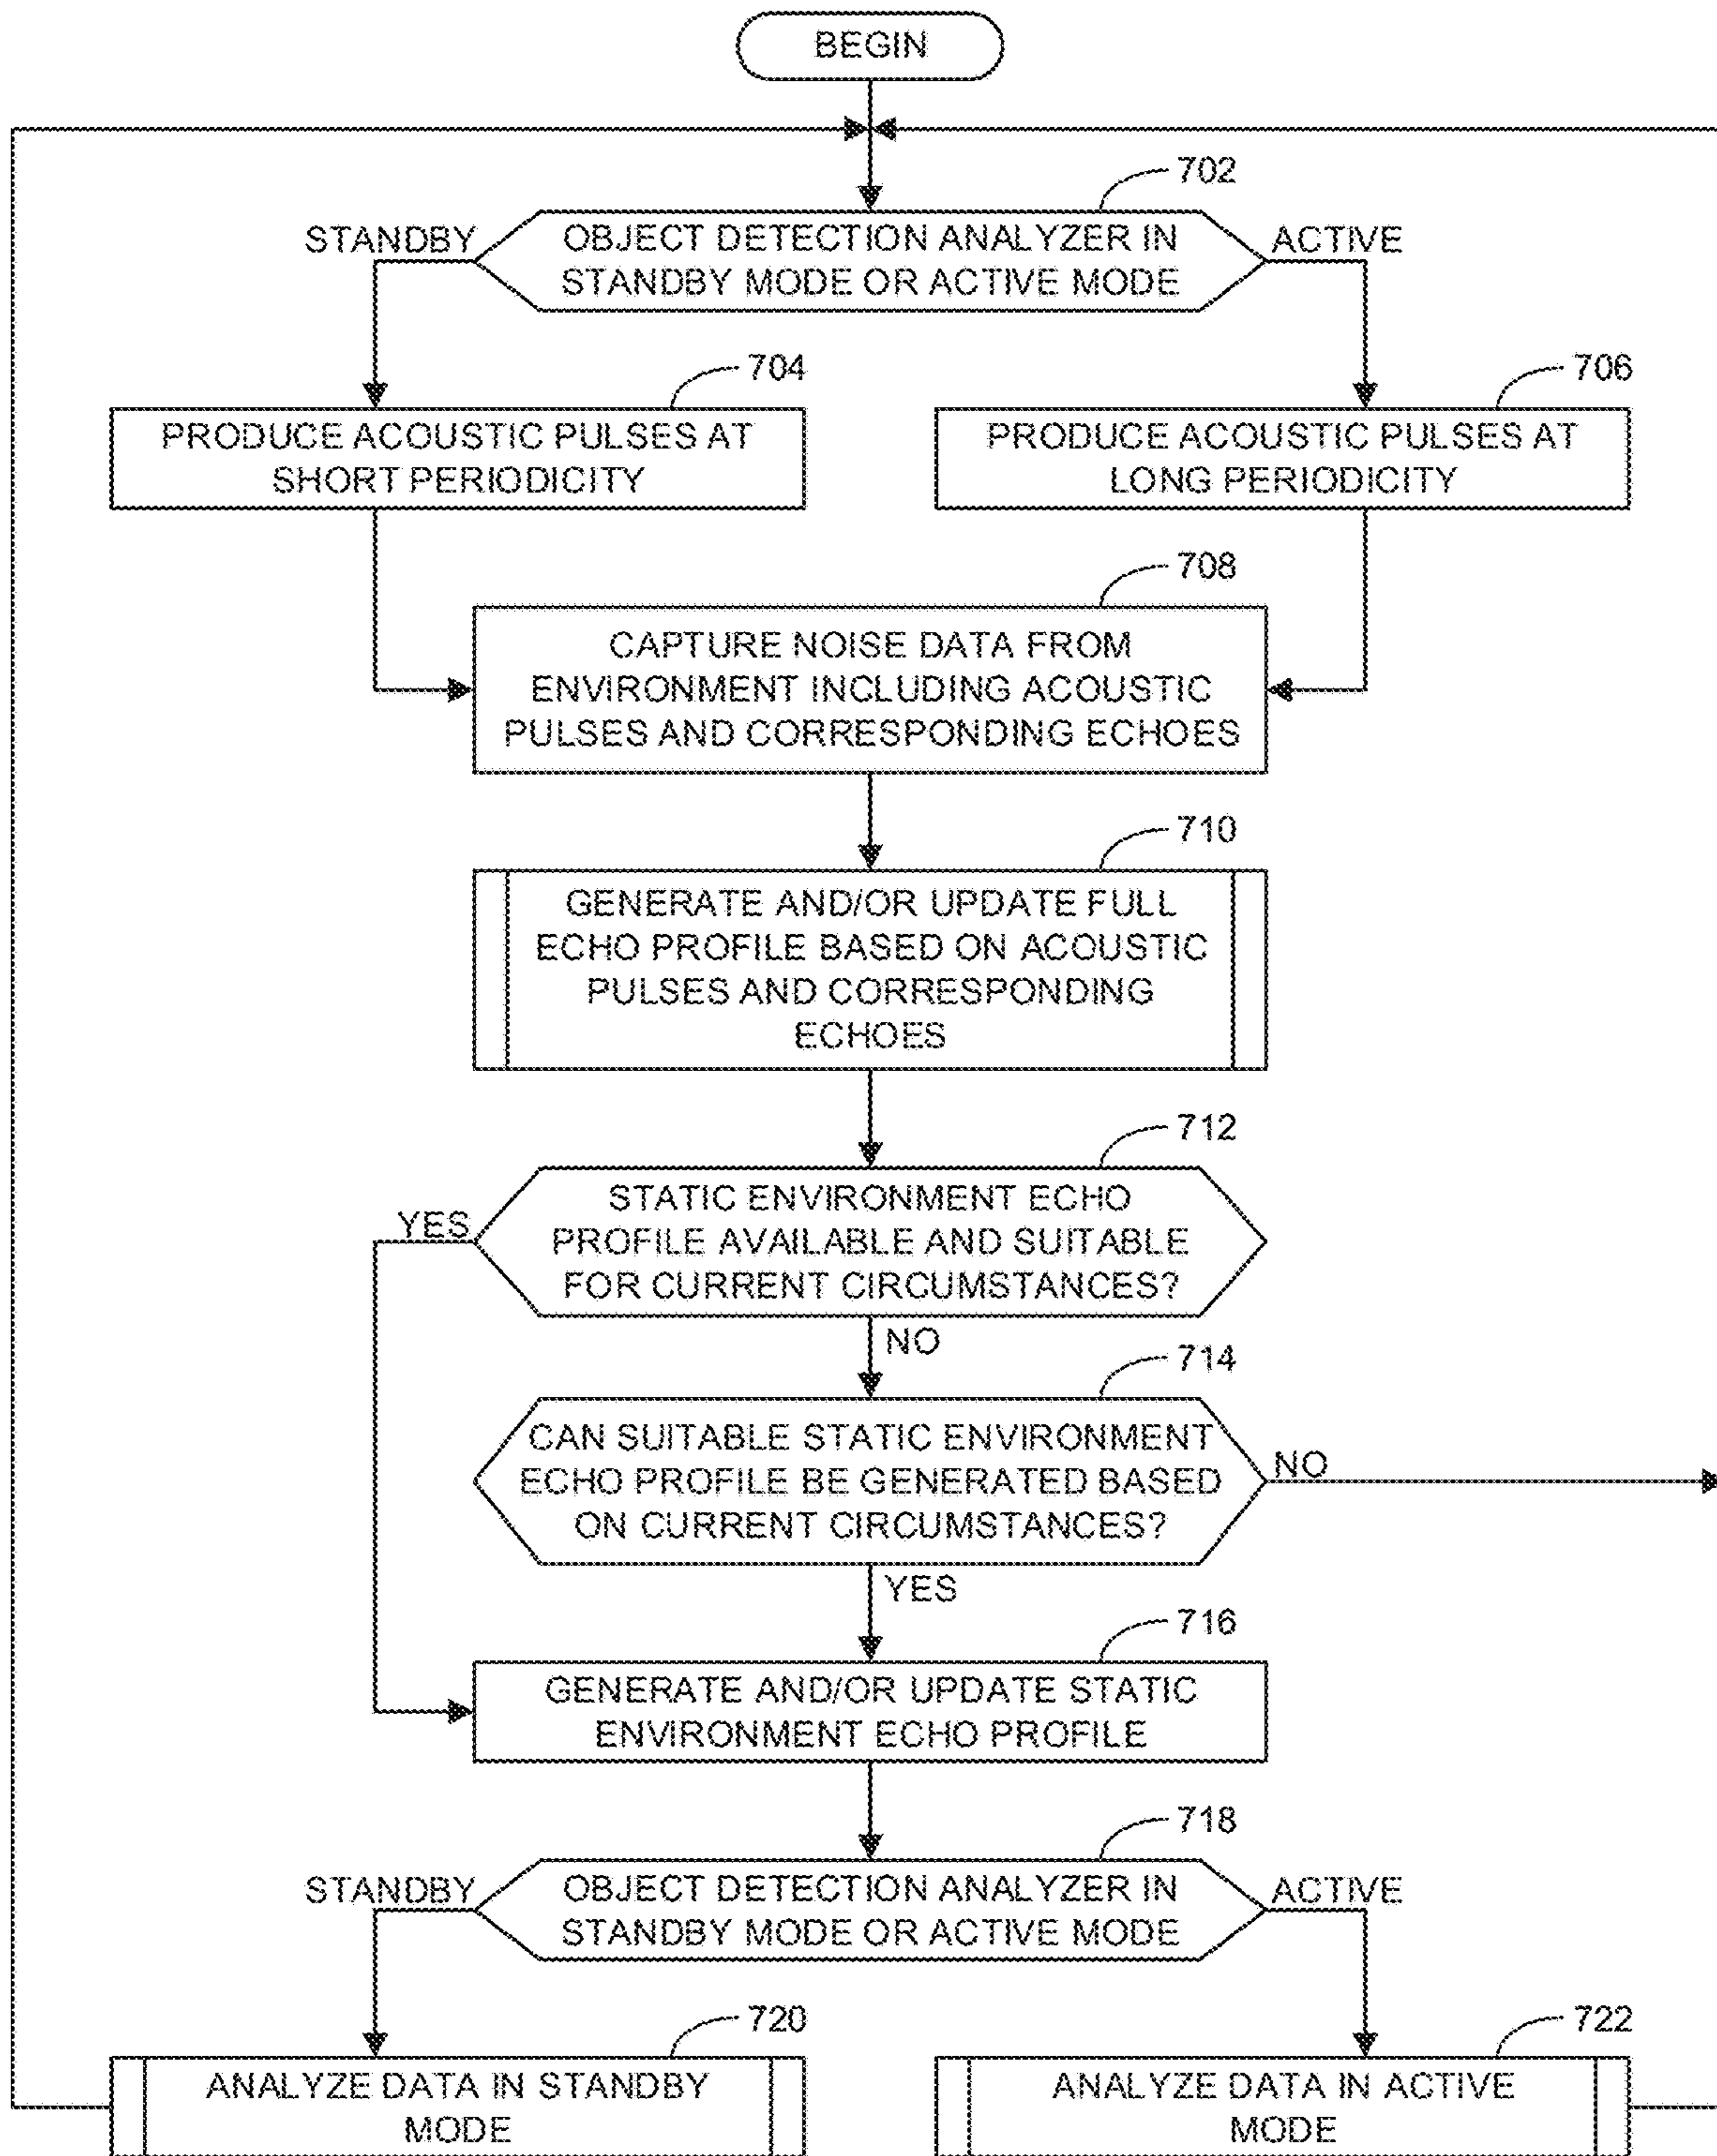 BEGIN
702
STANDBY
OBJECT DETECTION ANALYZER IN
STANDBY MODE OR ACTIVE MODE
ACTIVE
704
PRODUCE ACOUSTIC PULSES AT
SHORT PERIODICITY
706
PRODUCE ACOUSTIC PULSES AT
LONG PERIODICITY
708
CAPTURE NOISE DATA FROM
ENVIRONMENT INCLUDING ACOUSTIC
PULSES AND CORRESPONDING ECHOES
710
GENERATE AND/OR UPDATE FULL
ECHO PROFILE BASED ON ACOUSTIC
PULSES AND CORRESPONDING
ECHOES
712
YES
STATIC ENVIRONMENT ECHO
PROFILE AVAILABLE AND SUITABLE
FOR CURRENT CIRCUMSTANCES?
NO
714
CAN SUITABLE STATIC ENVIRONMENT
ECHO PROFILE BE GENERATED BASED
ON CURRENT CIRCUMSTANCES?
NO
YES
716
GENERATE AND/OR UPDATE STATIC
ENVIRONMENT ECHO PROFILE
718
STANDBY
OBJECT DETECTION ANALYZER IN
STANDBY MODE OR ACTIVE MODE
ACTIVE
720
ANALYZE DATA IN STANDBY
MODE
722
ANALYZE DATA IN ACTIVE
MODE